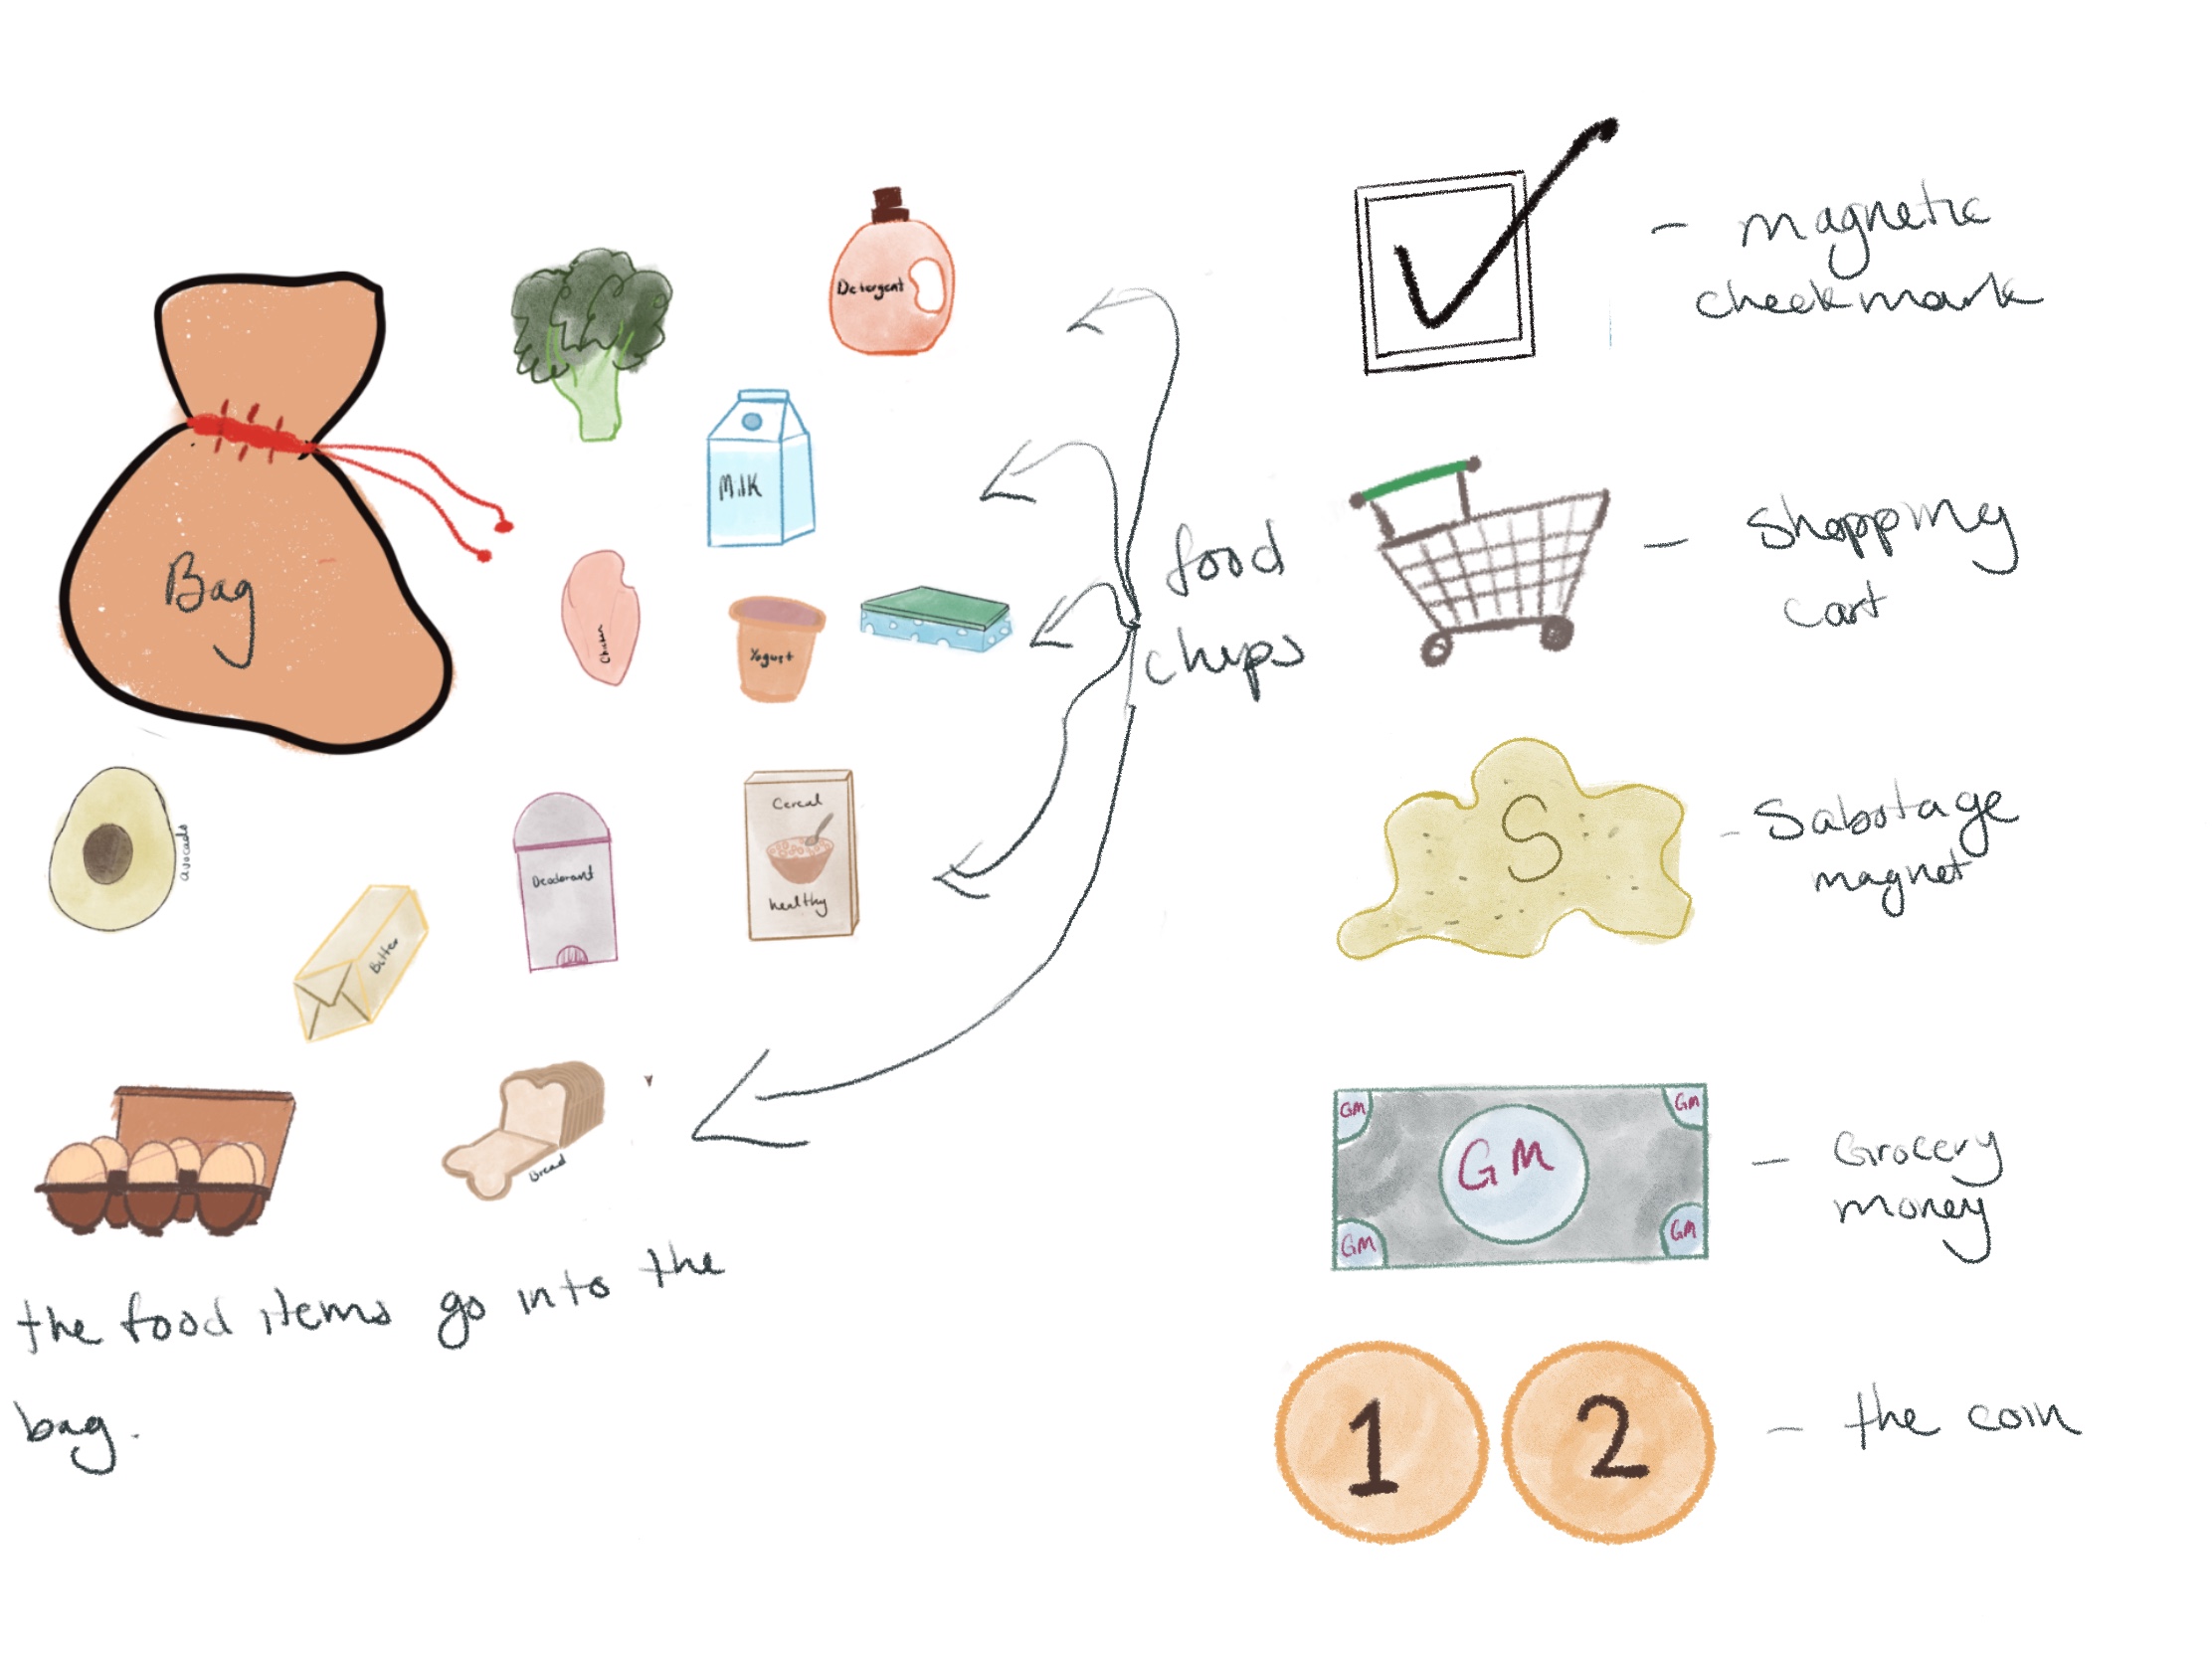 Detergent
Milk
Bag
Chicken
Yogurt
food
chips
avocado
Deodorant
Cereal
healthy
Butter
Bread
the food items go into the
bag.
- magnetic
checkmark
- Shopping
cart
S
- Sabotage
magnet
GM
GM
GM
GM
GM
- Grocery
money
1
2
- the coin